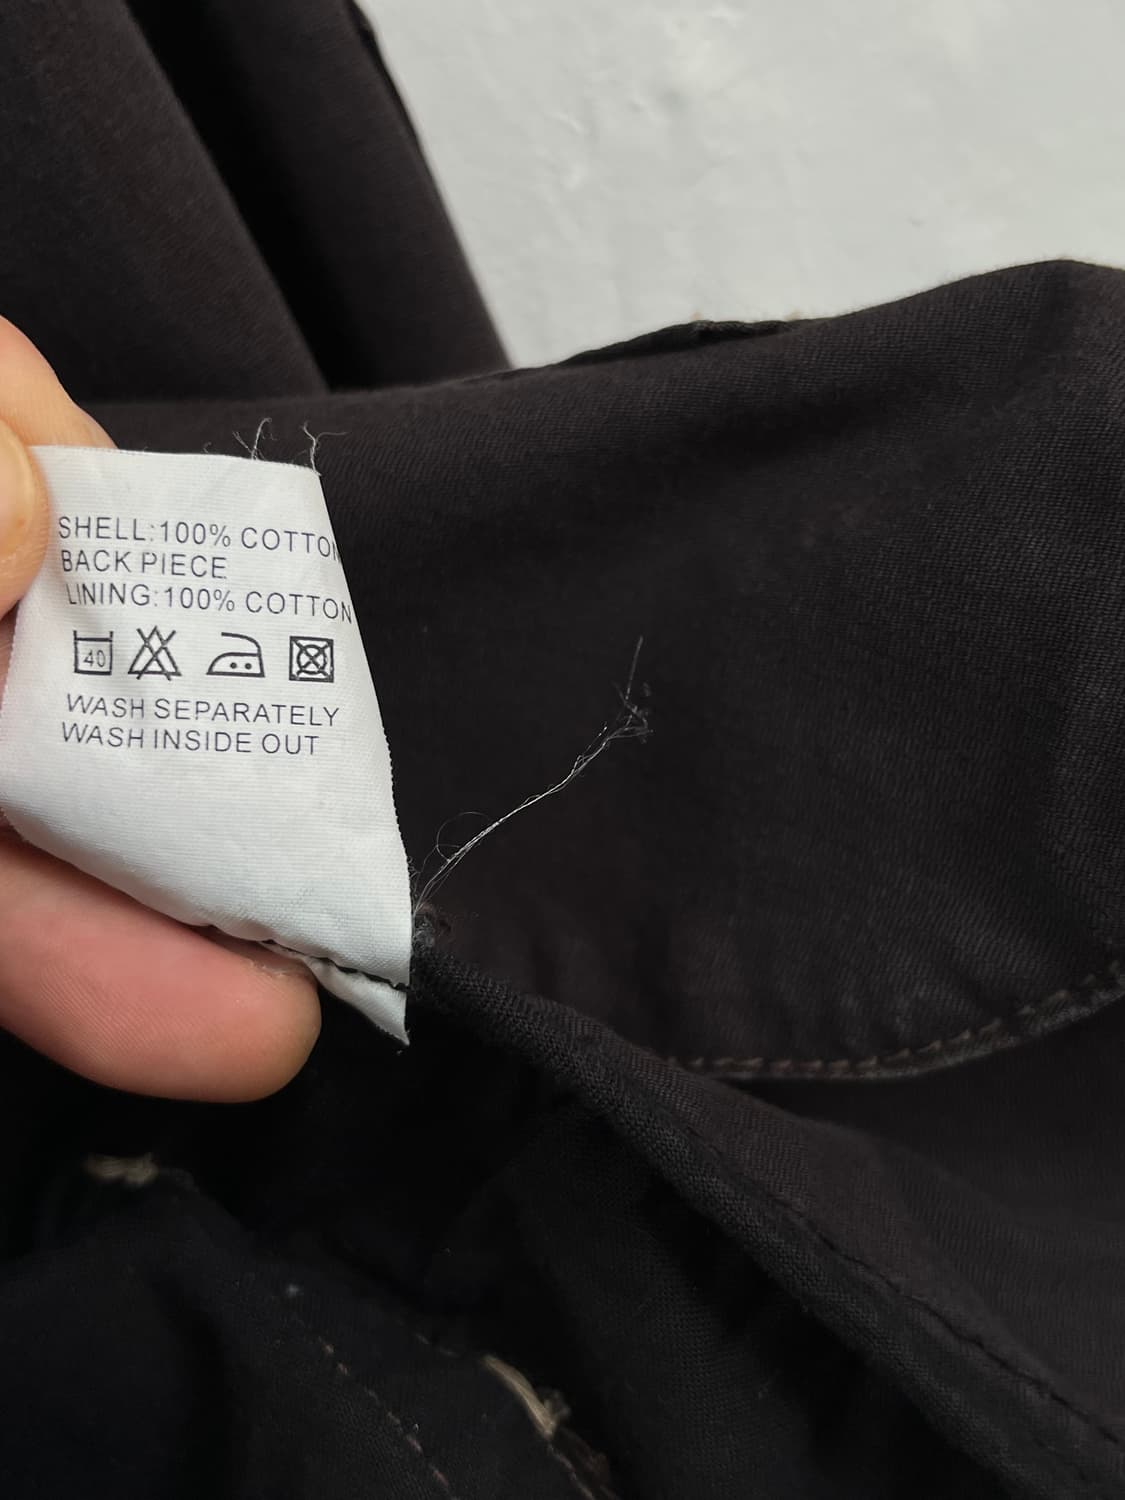 SHELL:100% COTTON
BACK PIECE
LINING:100% COTTON
40
WASH SEPARATELY
WASH INSIDE OUT